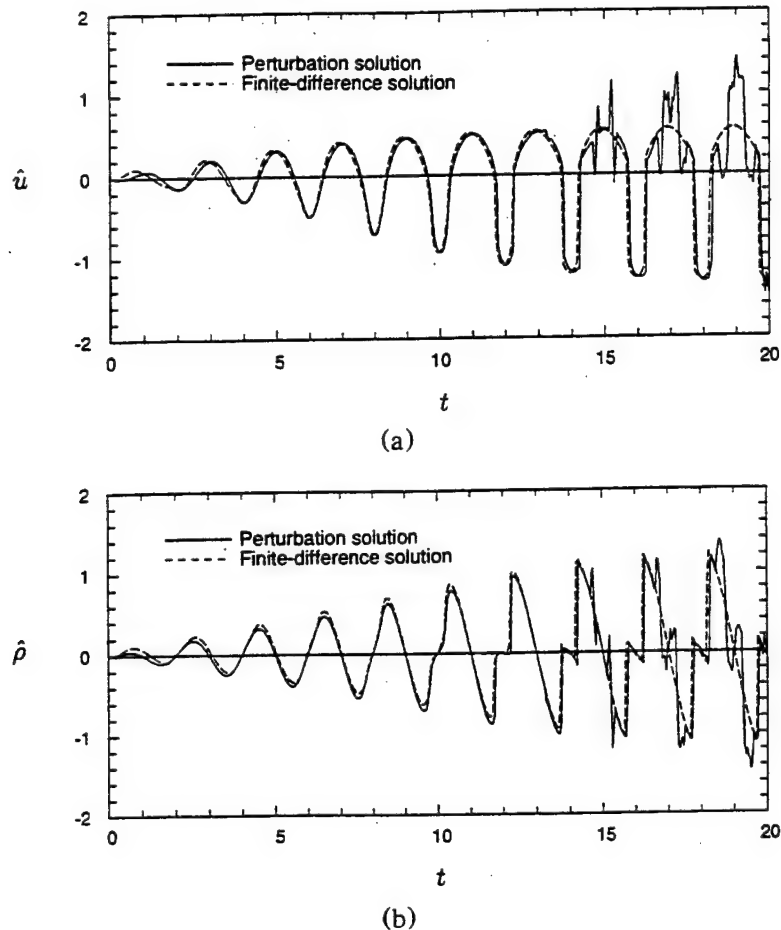 2
Perturbation solution
Finite-difference solution
1
û
0
-1
-2
0 5 10 15 20
t
(a)
2
Perturbation solution
Finite-difference solution
1
ρ̂
0
-1
-2
0 5 10 15 20
t
(b)